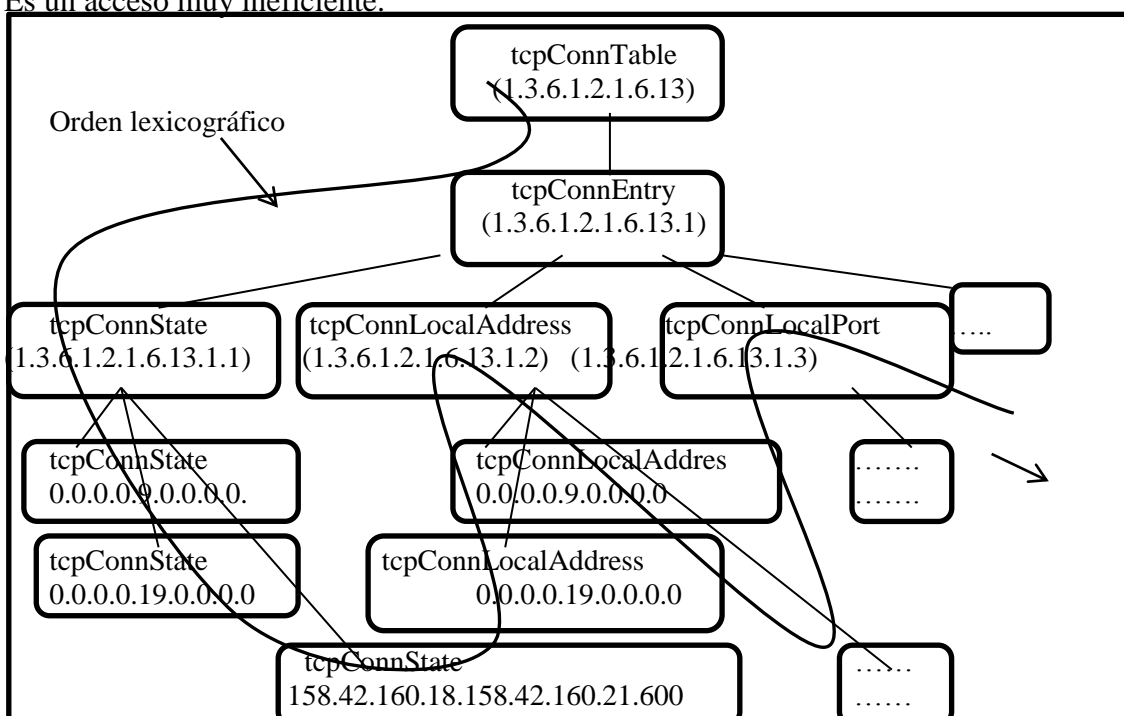 Es un acceso muy ineficiente.
tcpConnTable
(1.3.6.1.2.1.6.13)
Orden lexicográfico
tcpConnEntry
(1.3.6.1.2.1.6.13.1)
tcpConnState
(1.3.6.1.2.1.6.13.1.1)
tcpConnLocalAddress
(1.3.6.1.2.1.6.13.1.2)
tcpConnLocalPort
(1.3.6.1.2.1.6.13.1.3)
…..
tcpConnState
0.0.0.0.9.0.0.0.0.
tcpConnLocalAddres
0.0.0.0.9.0.0.0.0
…….
…….
tcpConnState
0.0.0.0.19.0.0.0.0
tcpConnLocalAddress
0.0.0.0.19.0.0.0.0
tcpConnState
158.42.160.18.158.42.160.21.600
……
……